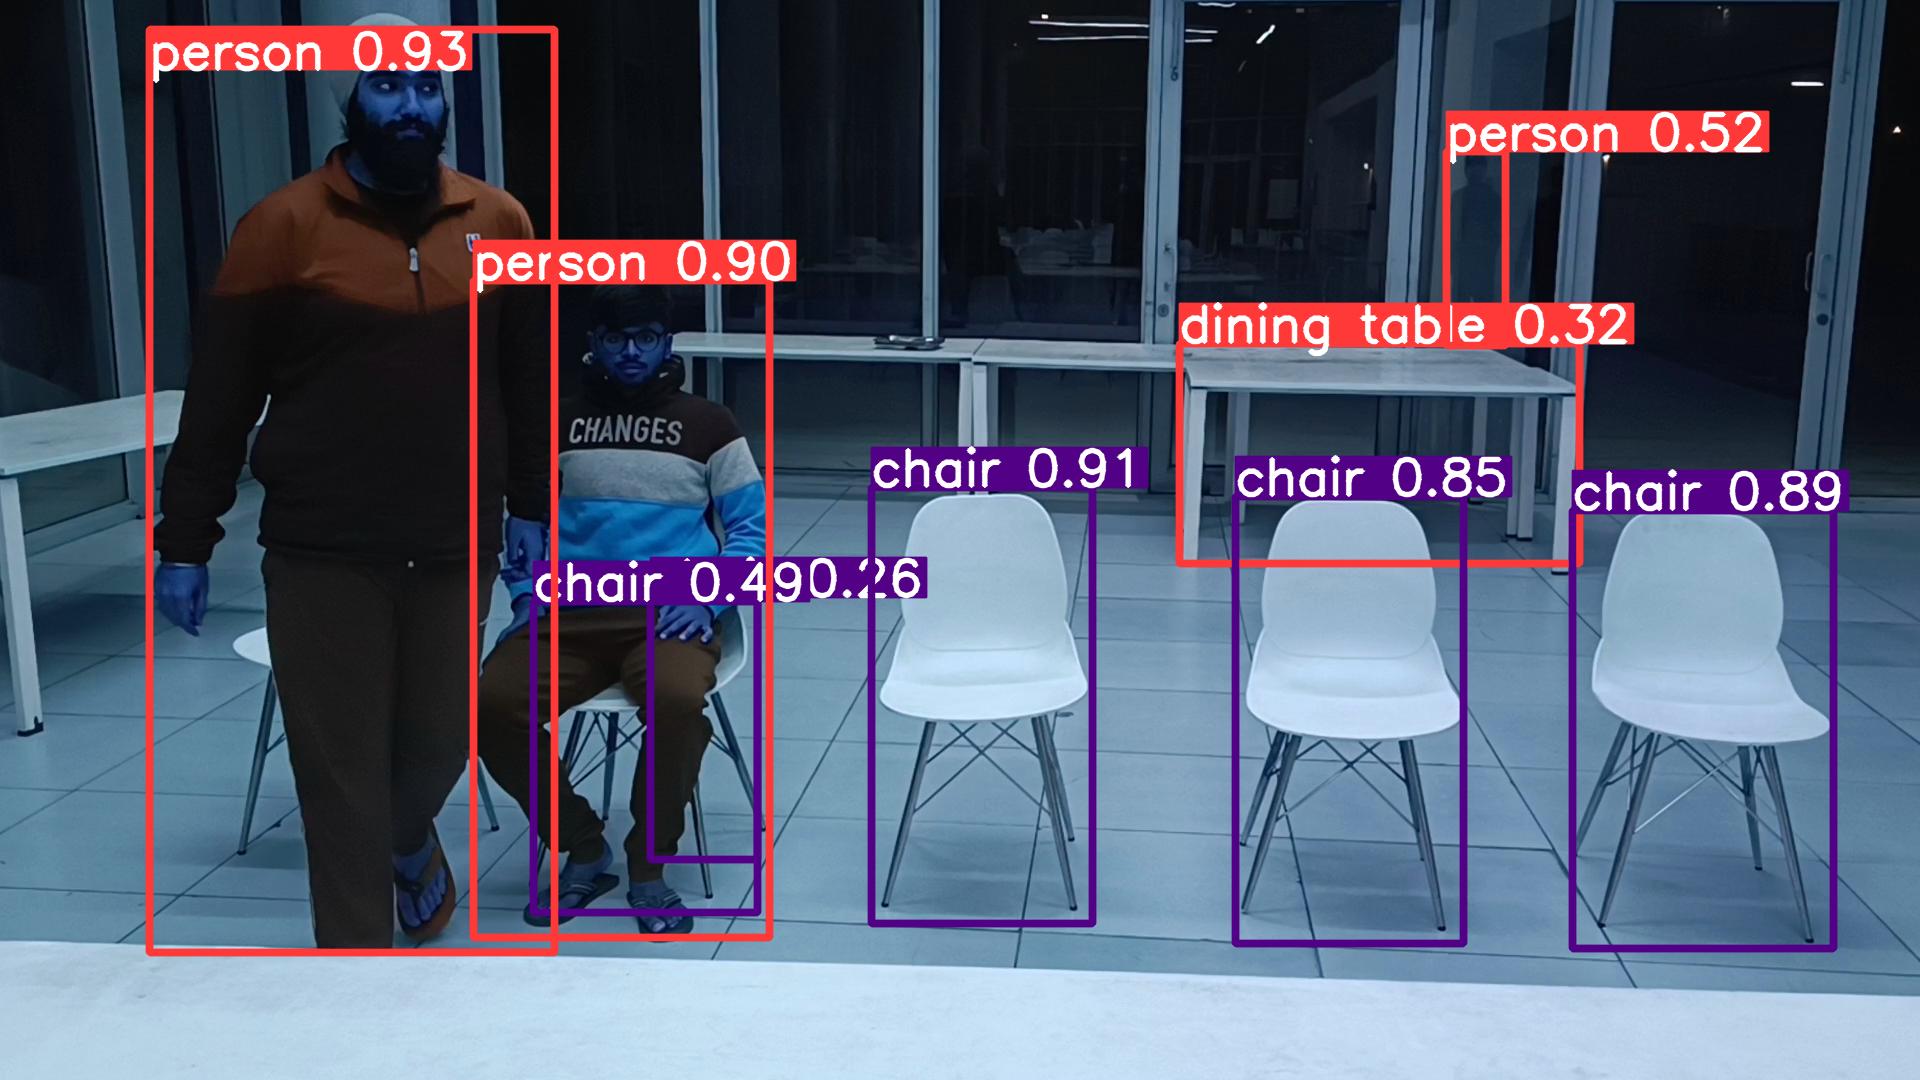 person 0.93
person 0.52
person 0.90
dining table 0.32
CHANGES
chair 0.91
chair 0.85
chair 0.89
chair 0.49
0.26